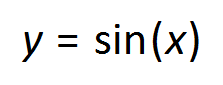 y = sin(x)